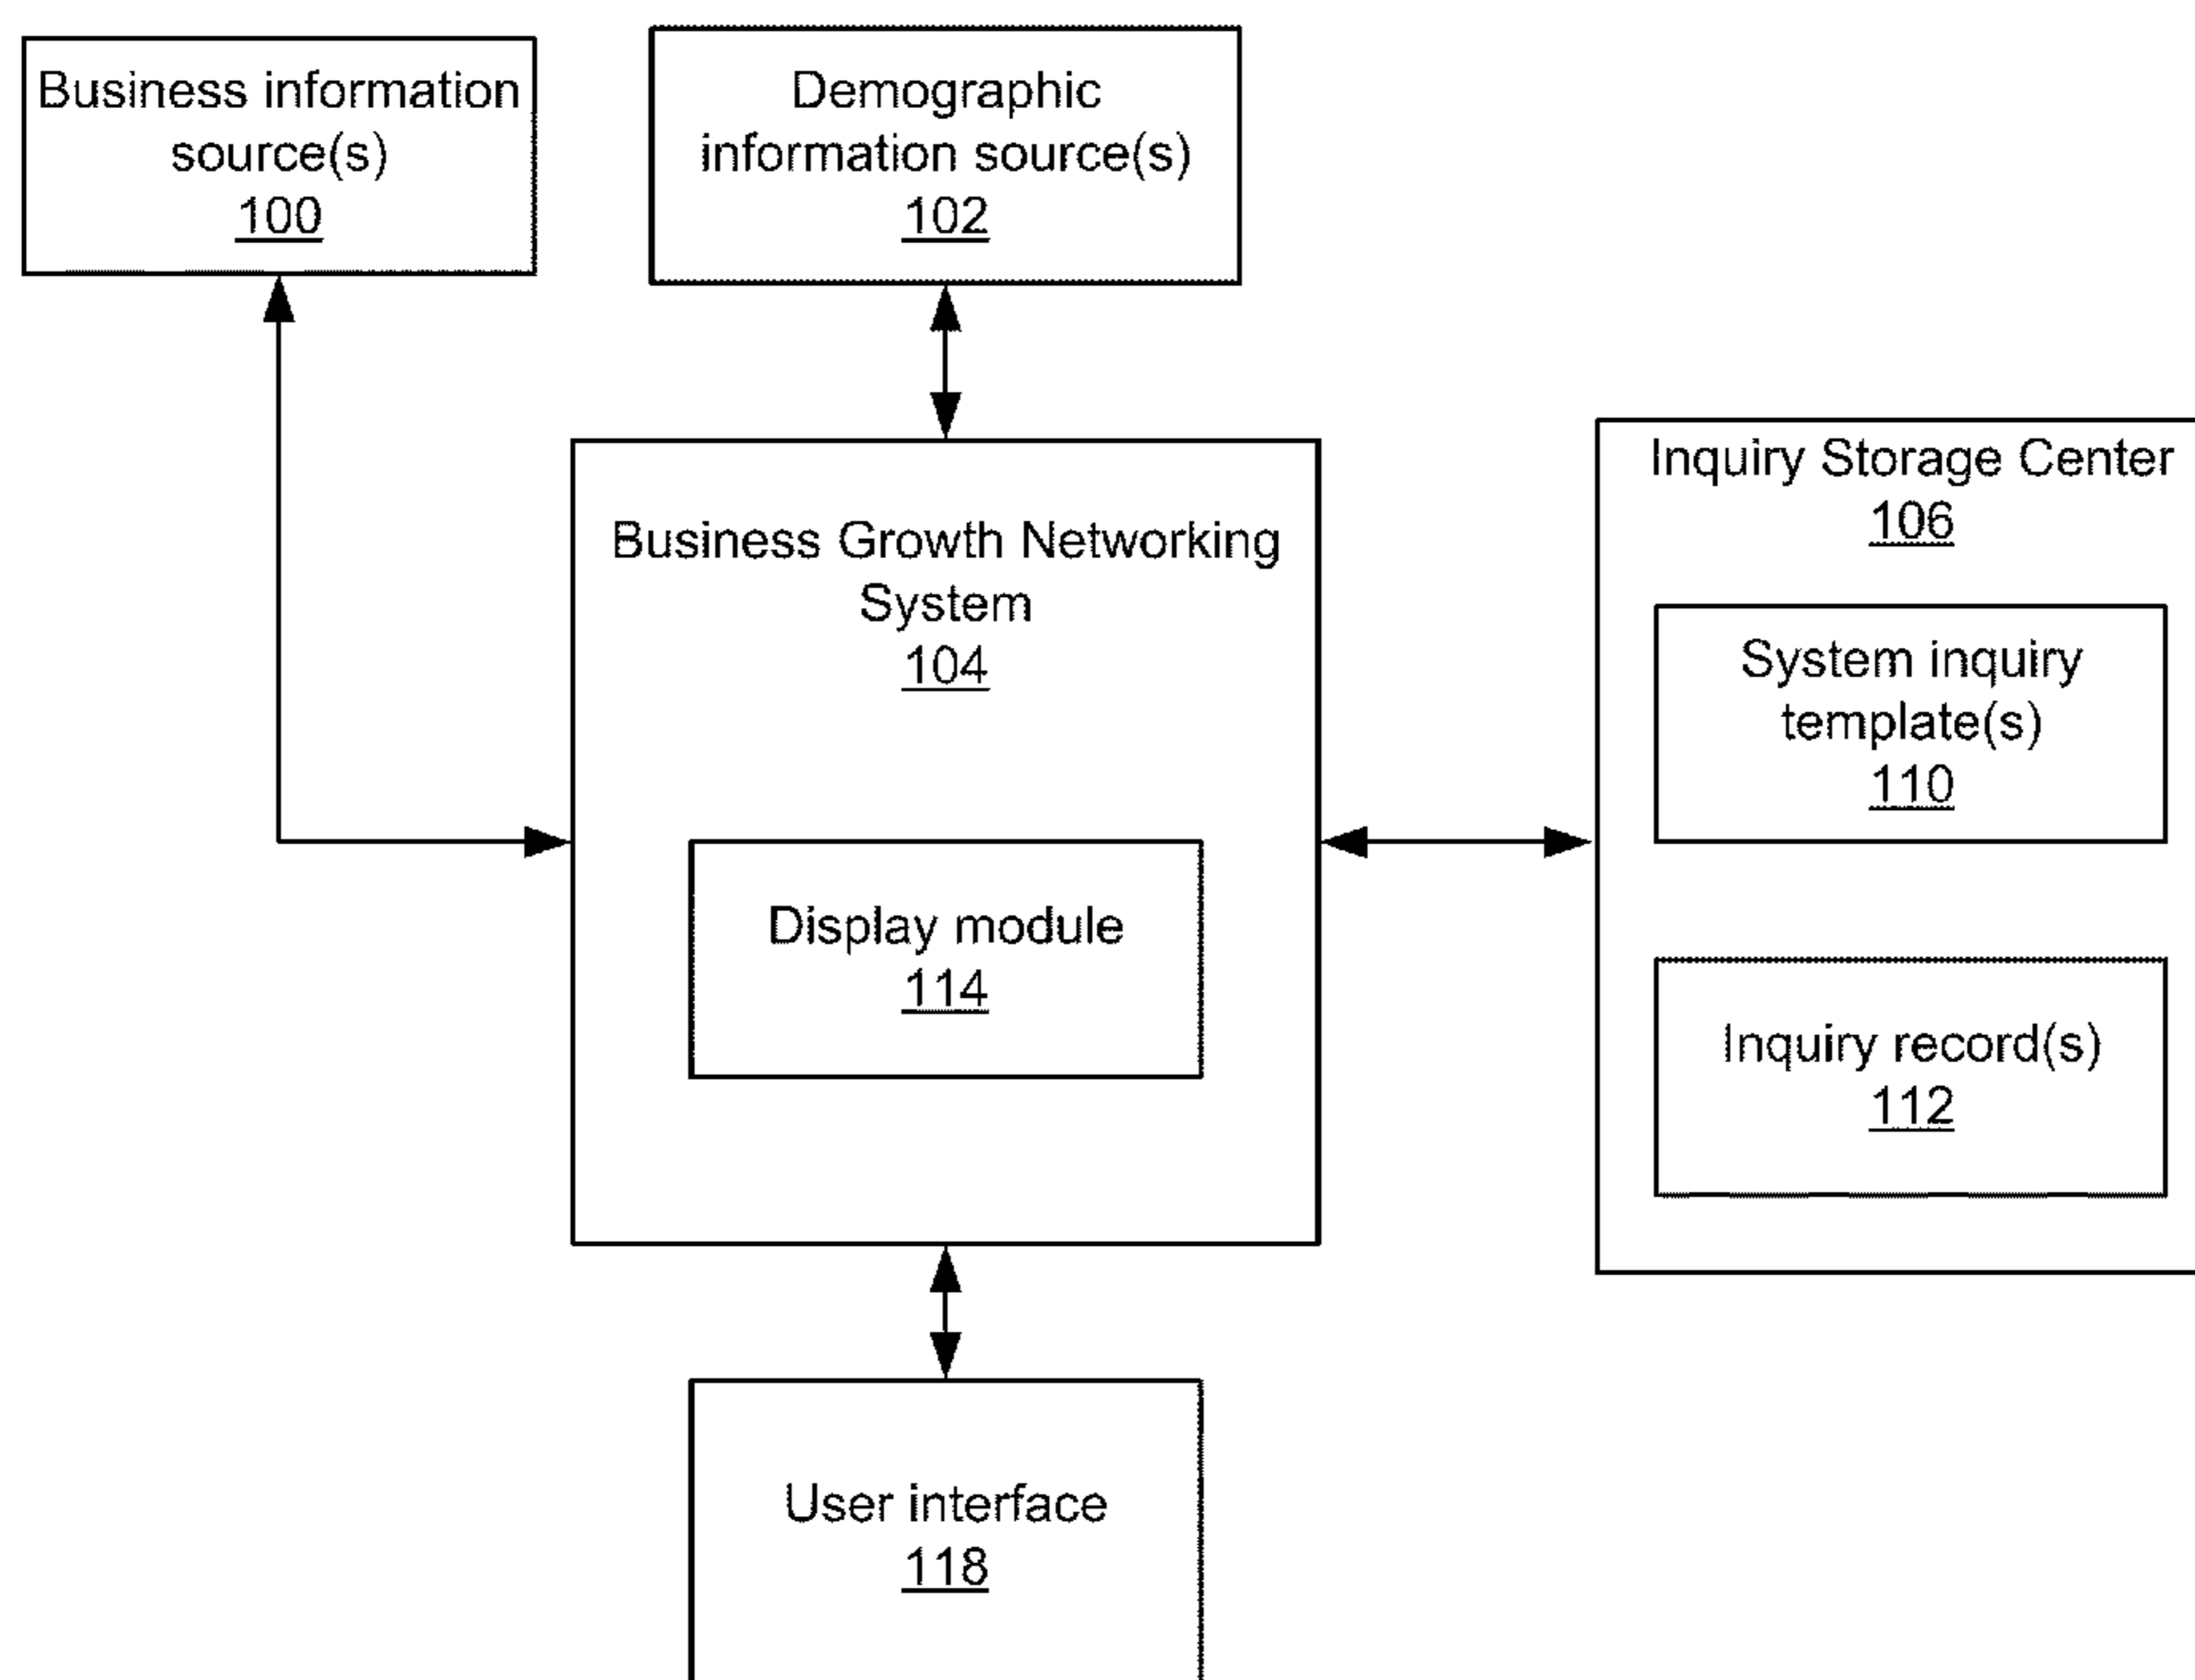 Business information
source(s)
100
Demographic
information source(s)
102
Business Growth Networking
System
104
Display module
114
Inquiry Storage Center
106
System inquiry
template(s)
110
Inquiry record(s)
112
User interface
118